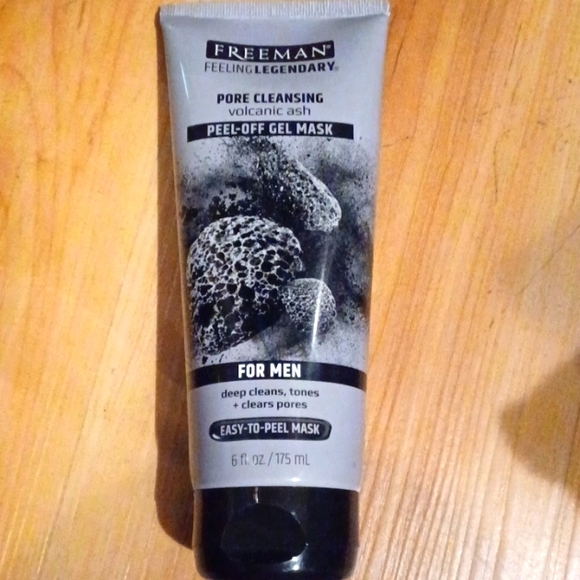 FREEMAN®
FEELING LEGENDARY®
PORE CLEANSING
volcanic ash
PEEL-OFF GEL MASK
FOR MEN
deep cleans, tones
+ clears pores
EASY-TO-PEEL MASK
6 fl. oz. / 175 mL